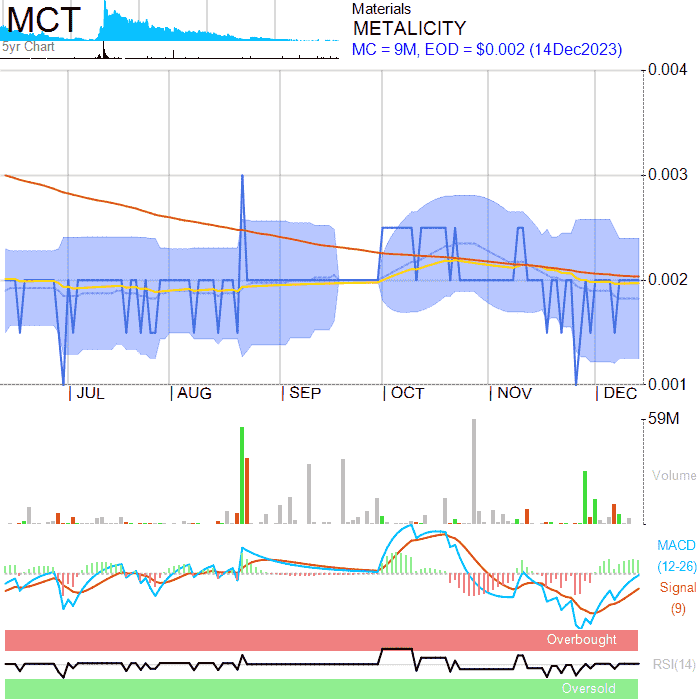 MCT
5yr Chart
Materials
METALICITY
MC = 9M, EOD = $0.002 (14Dec2023)
0.004
0.003
0.002
0.001
JUL AUG SEP OCT NOV DEC
59M
Volume
MACD
(12-26)
Signal
(9)
Overbought
RSI(14)
Oversold